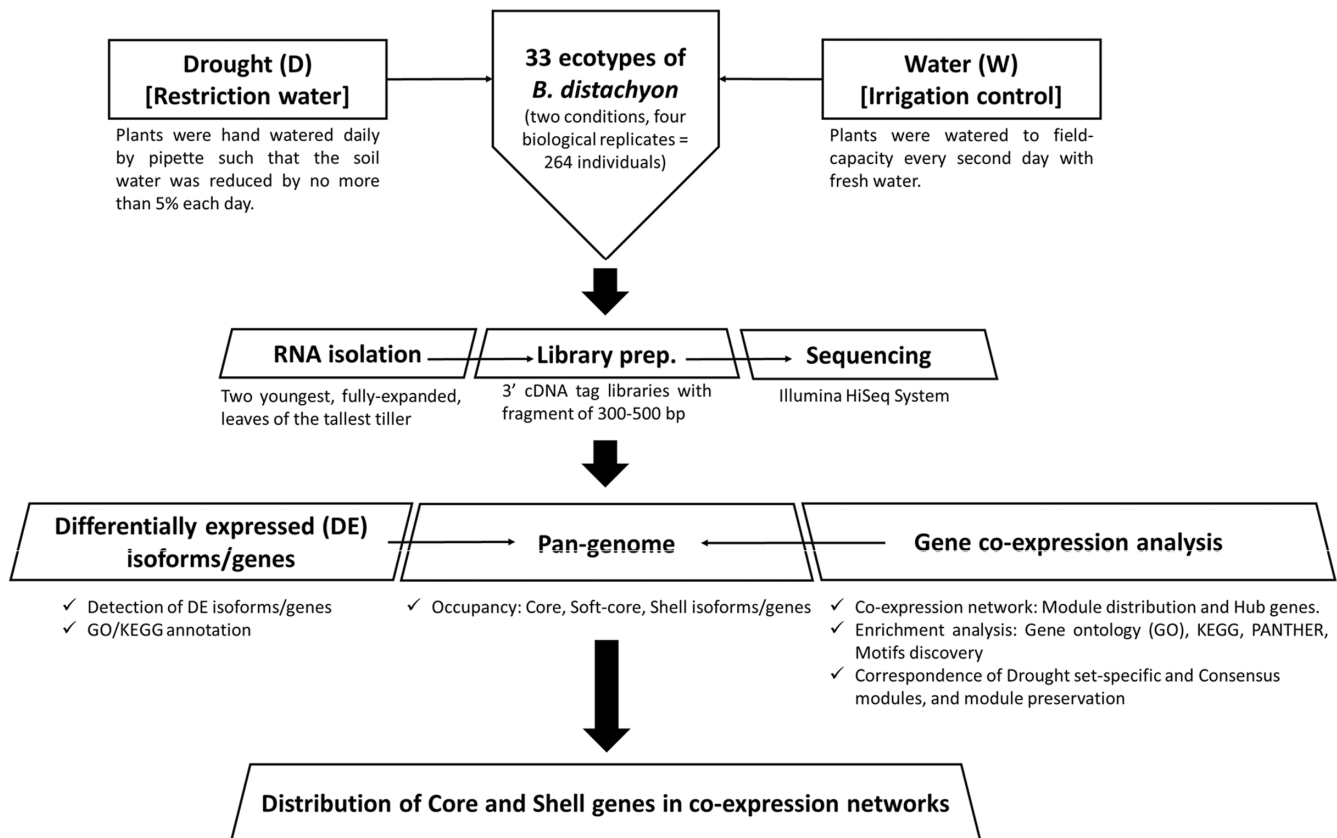 Drought (D)
[Restriction water]
Plants were hand watered daily
by pipette such that the soil
water was reduced by no more
than 5% each day.
33 ecotypes of
B. distachyon
(two conditions, four
biological replicates =
264 individuals)
Water (W)
[Irrigation control]
Plants were watered to field-
capacity every second day with
fresh water.
RNA isolation
Two youngest, fully-expanded,
leaves of the tallest tiller
Library prep.
3’ cDNA tag libraries with
fragment of 300-500 bp
Sequencing
Illumina HiSeq System
Differentially expressed (DE)
isoforms/genes
✓ Detection of DE isoforms/genes
✓ GO/KEGG annotation
Pan-genome
✓ Occupancy: Core, Soft-core, Shell isoforms/genes
Gene co-expression analysis
✓ Co-expression network: Module distribution and Hub genes.
✓ Enrichment analysis: Gene ontology (GO), KEGG, PANTHER,
Motifs discovery
✓ Correspondence of Drought set-specific and Consensus
modules, and module preservation
Distribution of Core and Shell genes in co-expression networks